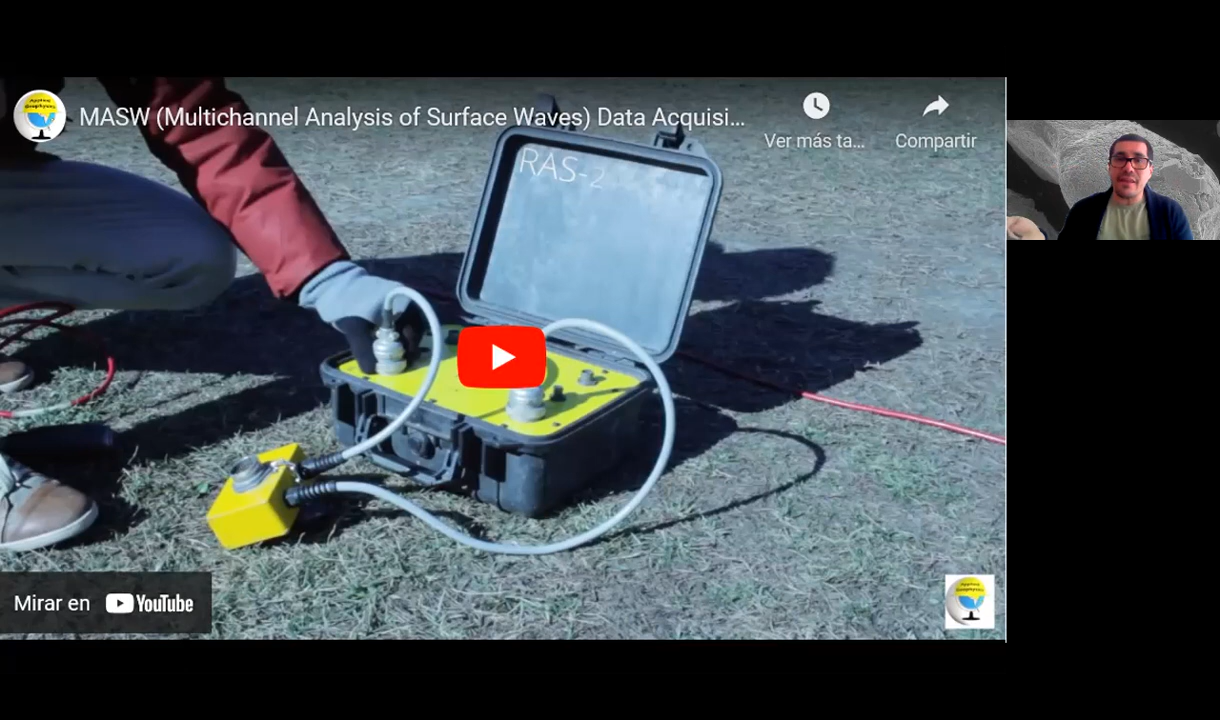 MASW (Multichannel Analysis of Surface Waves) Data Acquisi...
Ver más ta...
Compartir
RAS-2
Mirar en YouTube